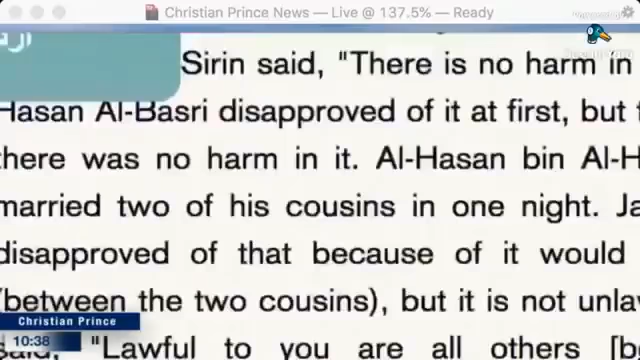 Christian Prince News — Live @ 137.5% — Ready
Sirin said, "There is no harm in
Hasan Al-Basri disapproved of it at first, but
there was no harm in it. Al-Hasan bin Al-H
married two of his cousins in one night. Ja
disapproved of that because of it would
(between the two cousins), but it is not unla
said, "Lawful to you are all others [b
Christian Prince
10:38